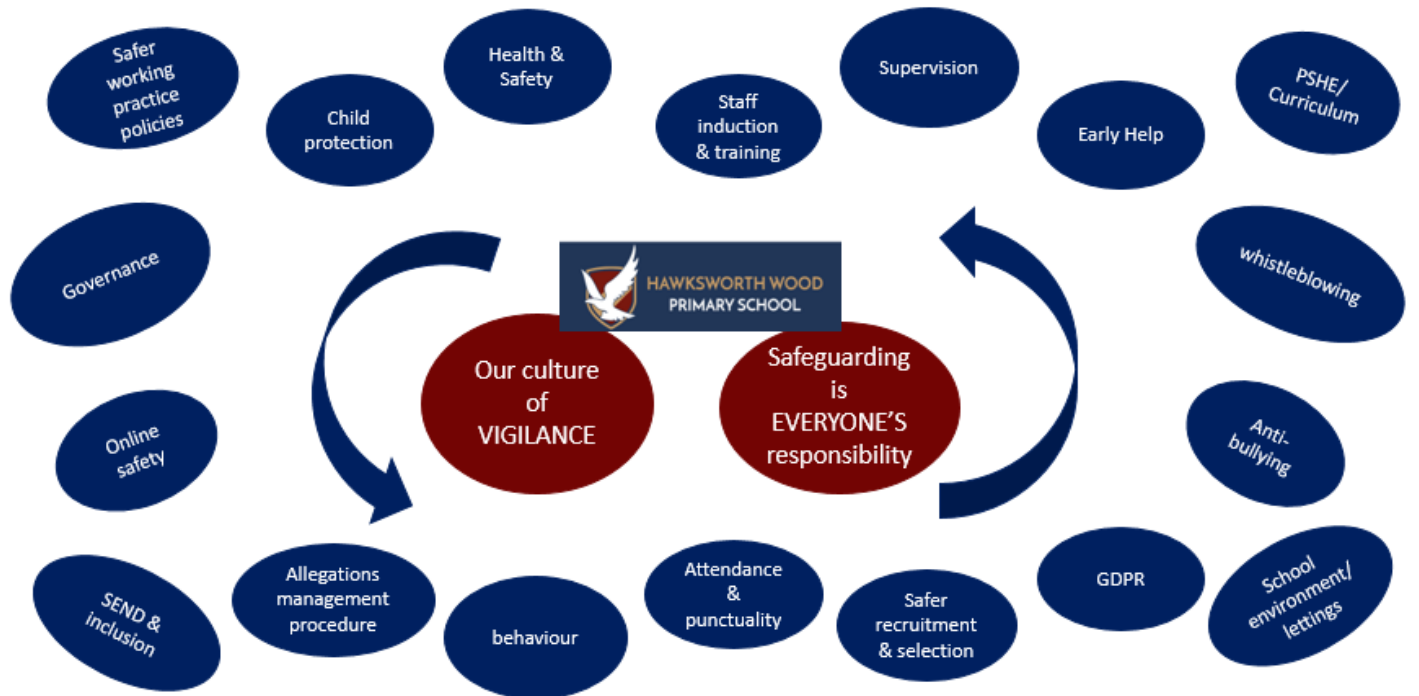 Safer
working
practice
policies
Child
protection
Health &
Safety
Staff
induction
& training
Supervision
Early Help
PSHE/
Curriculum
Governance
whistleblowing
HAWKSWORTH WOOD
PRIMARY SCHOOL
Our culture
of
VIGILANCE
Safeguarding
is
EVERYONE'S
responsibility
Online
safety
Anti-
bullying
SEND &
inclusion
Allegations
management
procedure
behaviour
Attendance
&
punctuality
Safer
recruitment
& selection
GDPR
School
environment/
lettings